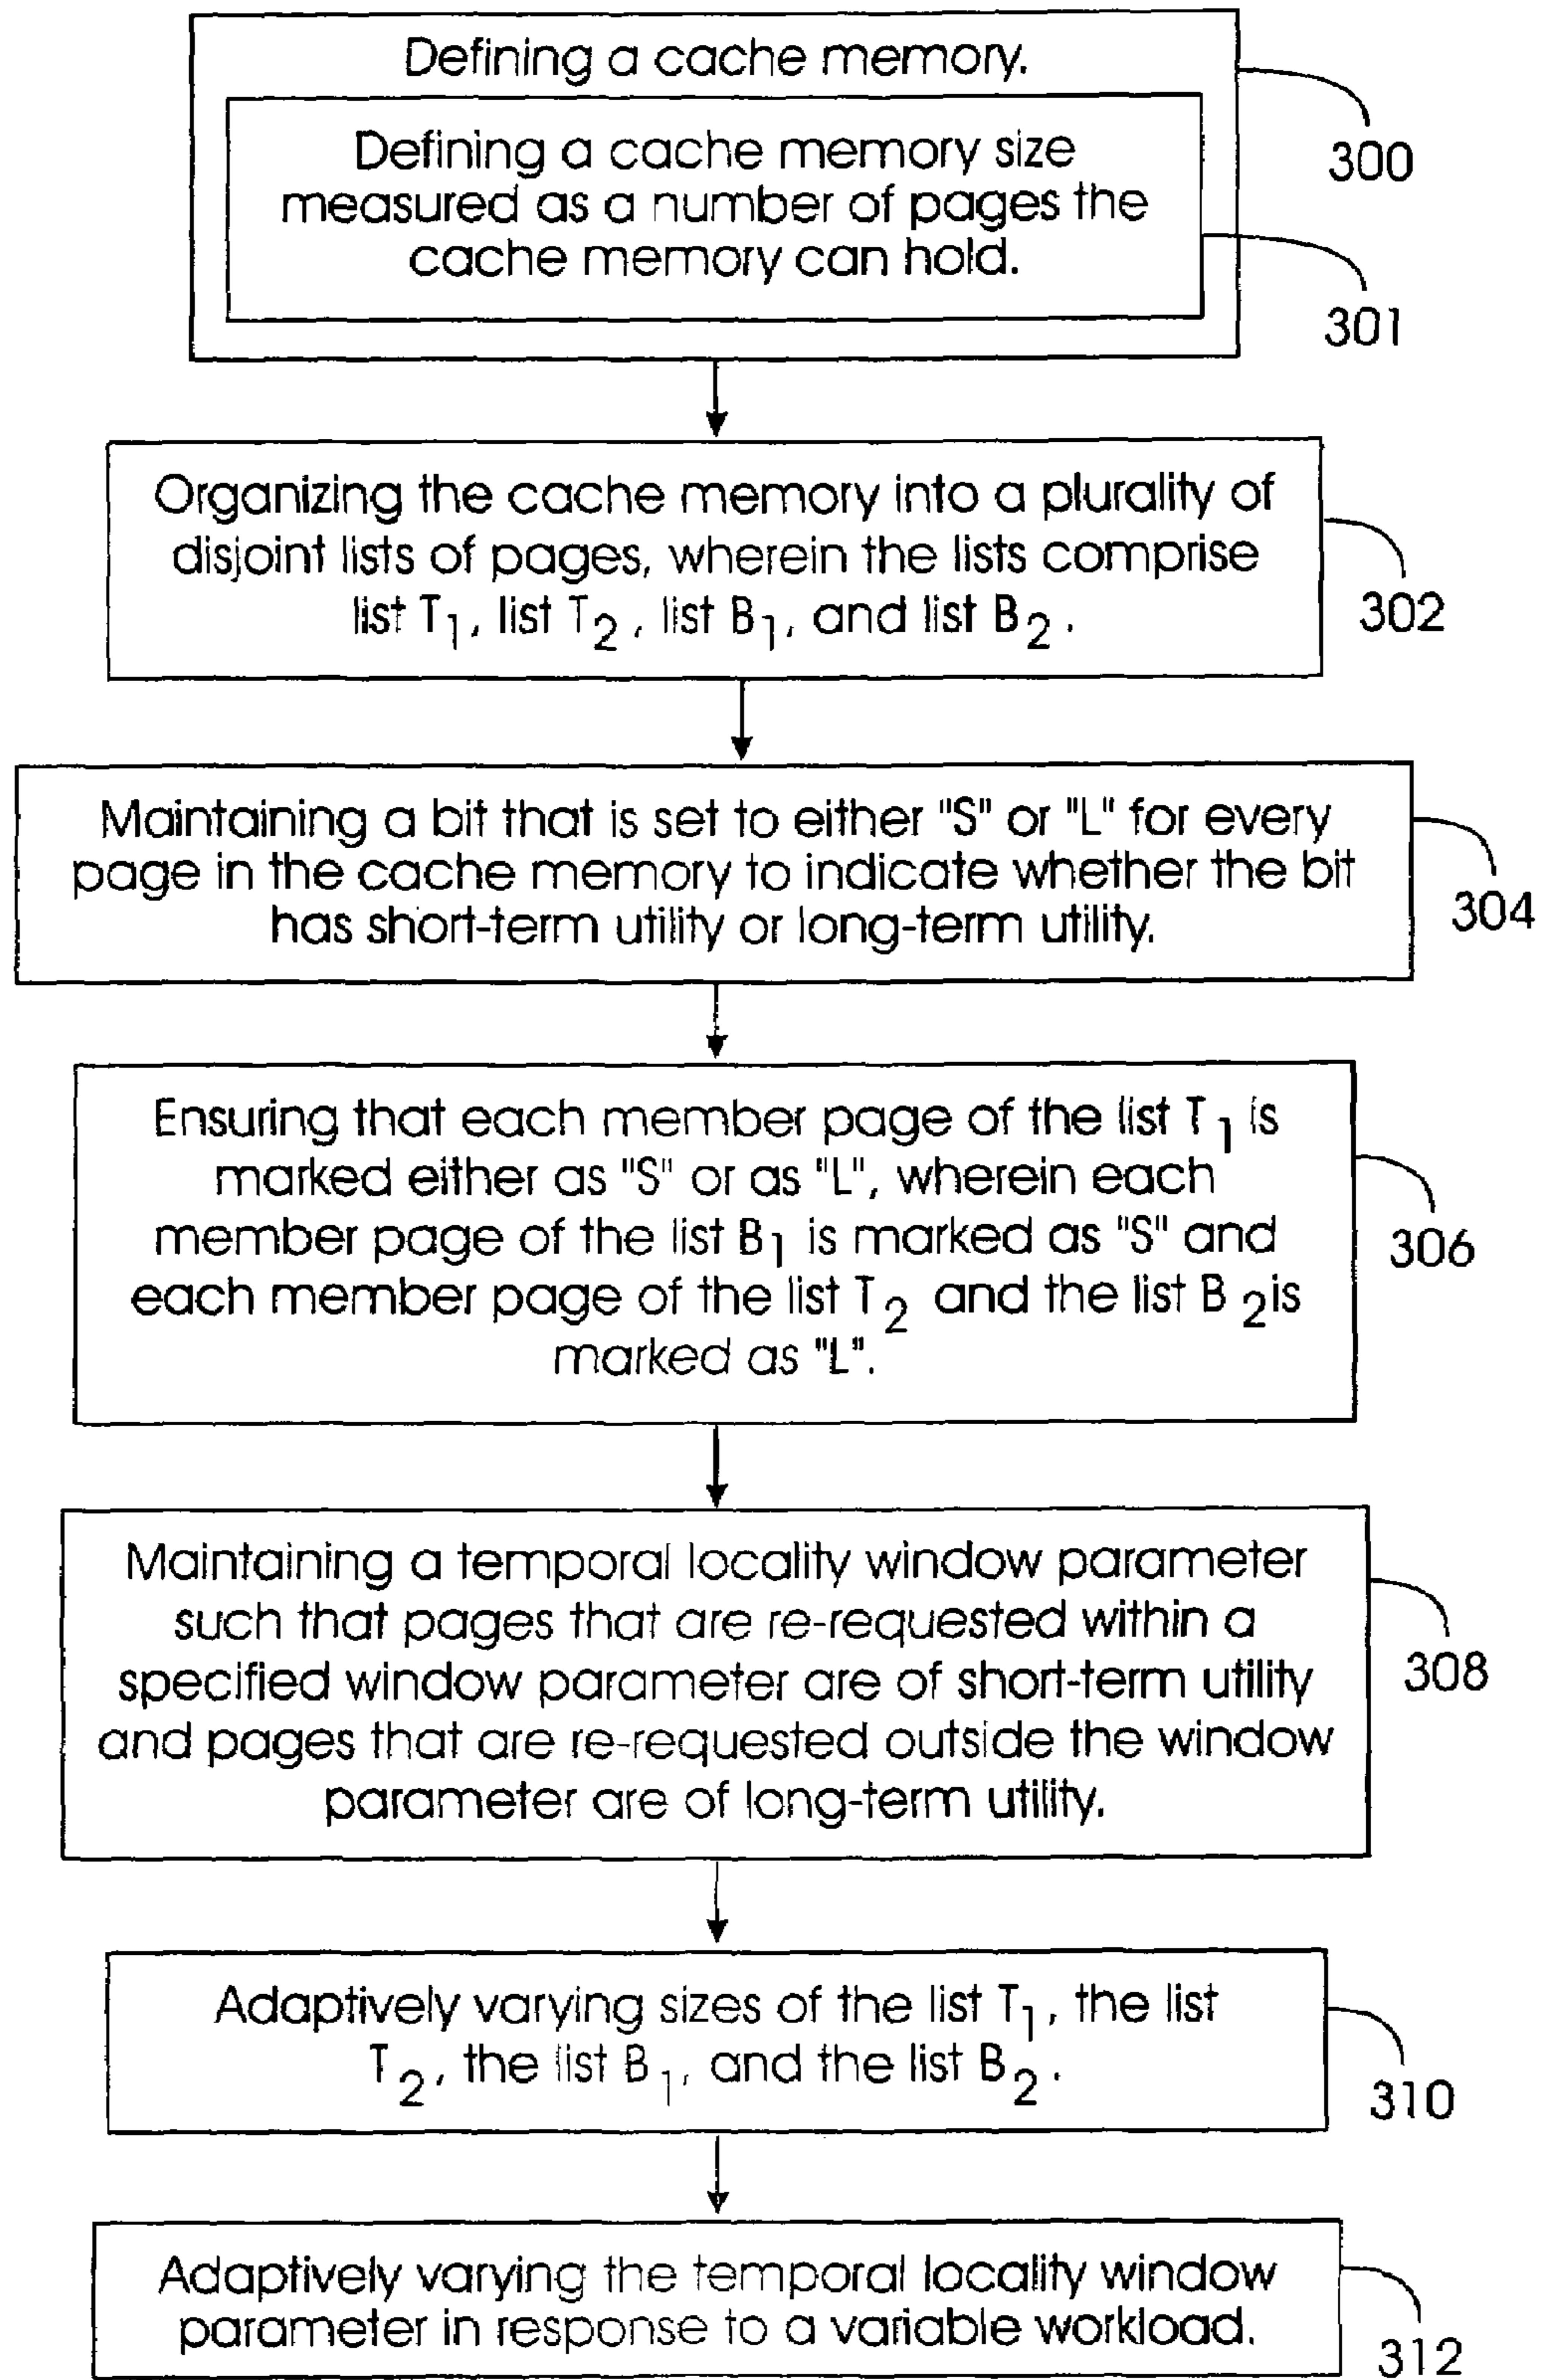 Defining a cache memory.
Defining a cache memory size
measured as a number of pages the
cache memory can hold.
300
301
Organizing the cache memory into a plurality of
disjoint lists of pages, wherein the lists comprise
list T1, list T2, list B1, and list B2.
302
Maintaining a bit that is set to either "S" or "L" for every
page in the cache memory to indicate whether the bit
has short-term utility or long-term utility.
304
Ensuring that each member page of the list T1 is
marked either as "S" or as "L", wherein each
member page of the list B1 is marked as "S" and
each member page of the list T2 and the list B2 is
marked as "L".
306
Maintaining a temporal locality window parameter
such that pages that are re-requested within a
specified window parameter are of short-term utility
and pages that are re-requested outside the window
parameter are of long-term utility.
308
Adaptively varying sizes of the list T1, the list
T2, the list B1, and the list B2.
310
Adaptively varying the temporal locality window
parameter in response to a variable workload.
312